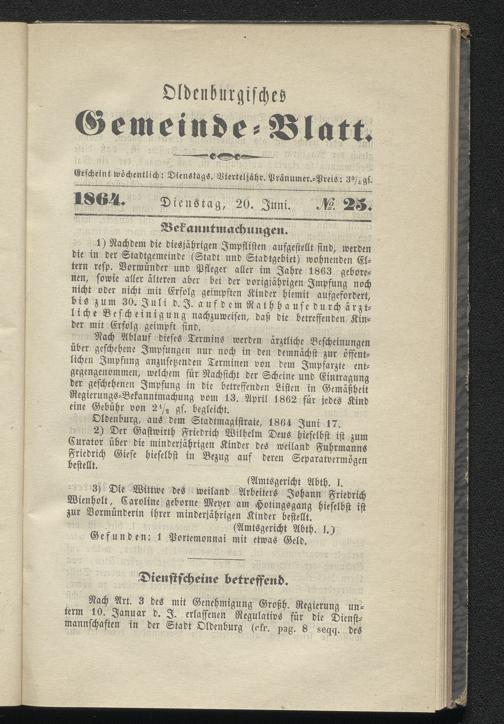 Oldenburgisches
Gemeinde-Blatt.
Erscheint wöchentlich: Dienstags. Vierteljähr. Pränumer.-Preis: 3³/₄ gs.
1864. Dienstag, 20. Juni. № 25.
Bekanntmachungen.
1) Nachdem die diesjährigen Impflisten aufgestellt sind, werden
die in der Stadtgemeinde (Stadt und Stadtgebiet) wohnenden El-
tern resp. Vormünder und Pfleger aller im Jahre 1863 gebore-
nen, sowie aller älteren aber bei der vorigjährigen Impfung noch
nicht oder nicht mit Erfolg geimpften Kinder hiemit aufgefordert,
bis zum 30. Juli d. J. auf dem Rathhause durch ärzt-
liche Bescheinigung nachzuweisen, daß die betreffenden Kin-
der mit Erfolg geimpft sind.
Nach Ablauf dieses Termins werden ärztliche Bescheinungen
über geschehene Impfungen nur noch in den demnächst zur öffent-
lichen Impfung anzusetzenden Terminen von dem Impfarzte ent-
gegengenommen, welchem für Nachsicht der Scheine und Eintragung
der geschehenen Impfung in die betreffenden Listen in Gemäßheit
Regierungs-Bekanntmachung vom 13. April 1862 für jedes Kind
eine Gebühr von 2¹/₂ gs. begleicht.
Oldenburg, aus dem Stadtmagistrate, 1864 Juni 17.
2) Der Gastwirth Friedrich Wilhelm Deus hieselbst ist zum
Curator über die minderjährigen Kinder des weiland Fuhrmanns
Friedrich Giese hieselbst in Bezug auf deren Separatvermögen
bestellt.
(Amtsgericht Abth. I.
3) Die Wittwe des weiland Arbeiters Johann Friedrich
Wienholt, Caroline geborne Meyer am Hotingsgang hieselbst ist
zur Vormünderin ihrer minderjährigen Kinder bestellt.
(Amtsgericht Abth. I.)
Gefunden: 1 Portemonnai mit etwas Geld.
Dienstscheine betreffend.
Nach Art. 3 des mit Genehmigung Großh. Regierung un-
term 10. Januar d. J. erlassenen Regulativs für die Dienst-
mannschaften in der Stadt Oldenburg (cfr. pag. 8 seqq. des